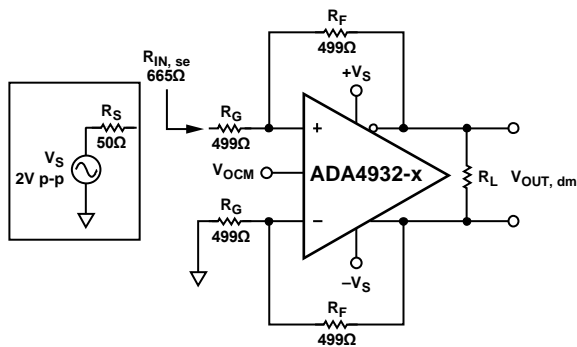 R_F
499Ω
R_IN, se
665Ω
+V_S
R_S
50Ω
R_G
499Ω
V_S
2V p-p
V_OCM
ADA4932-x
R_L
V_OUT, dm
R_G
499Ω
−V_S
R_F
499Ω
+
−